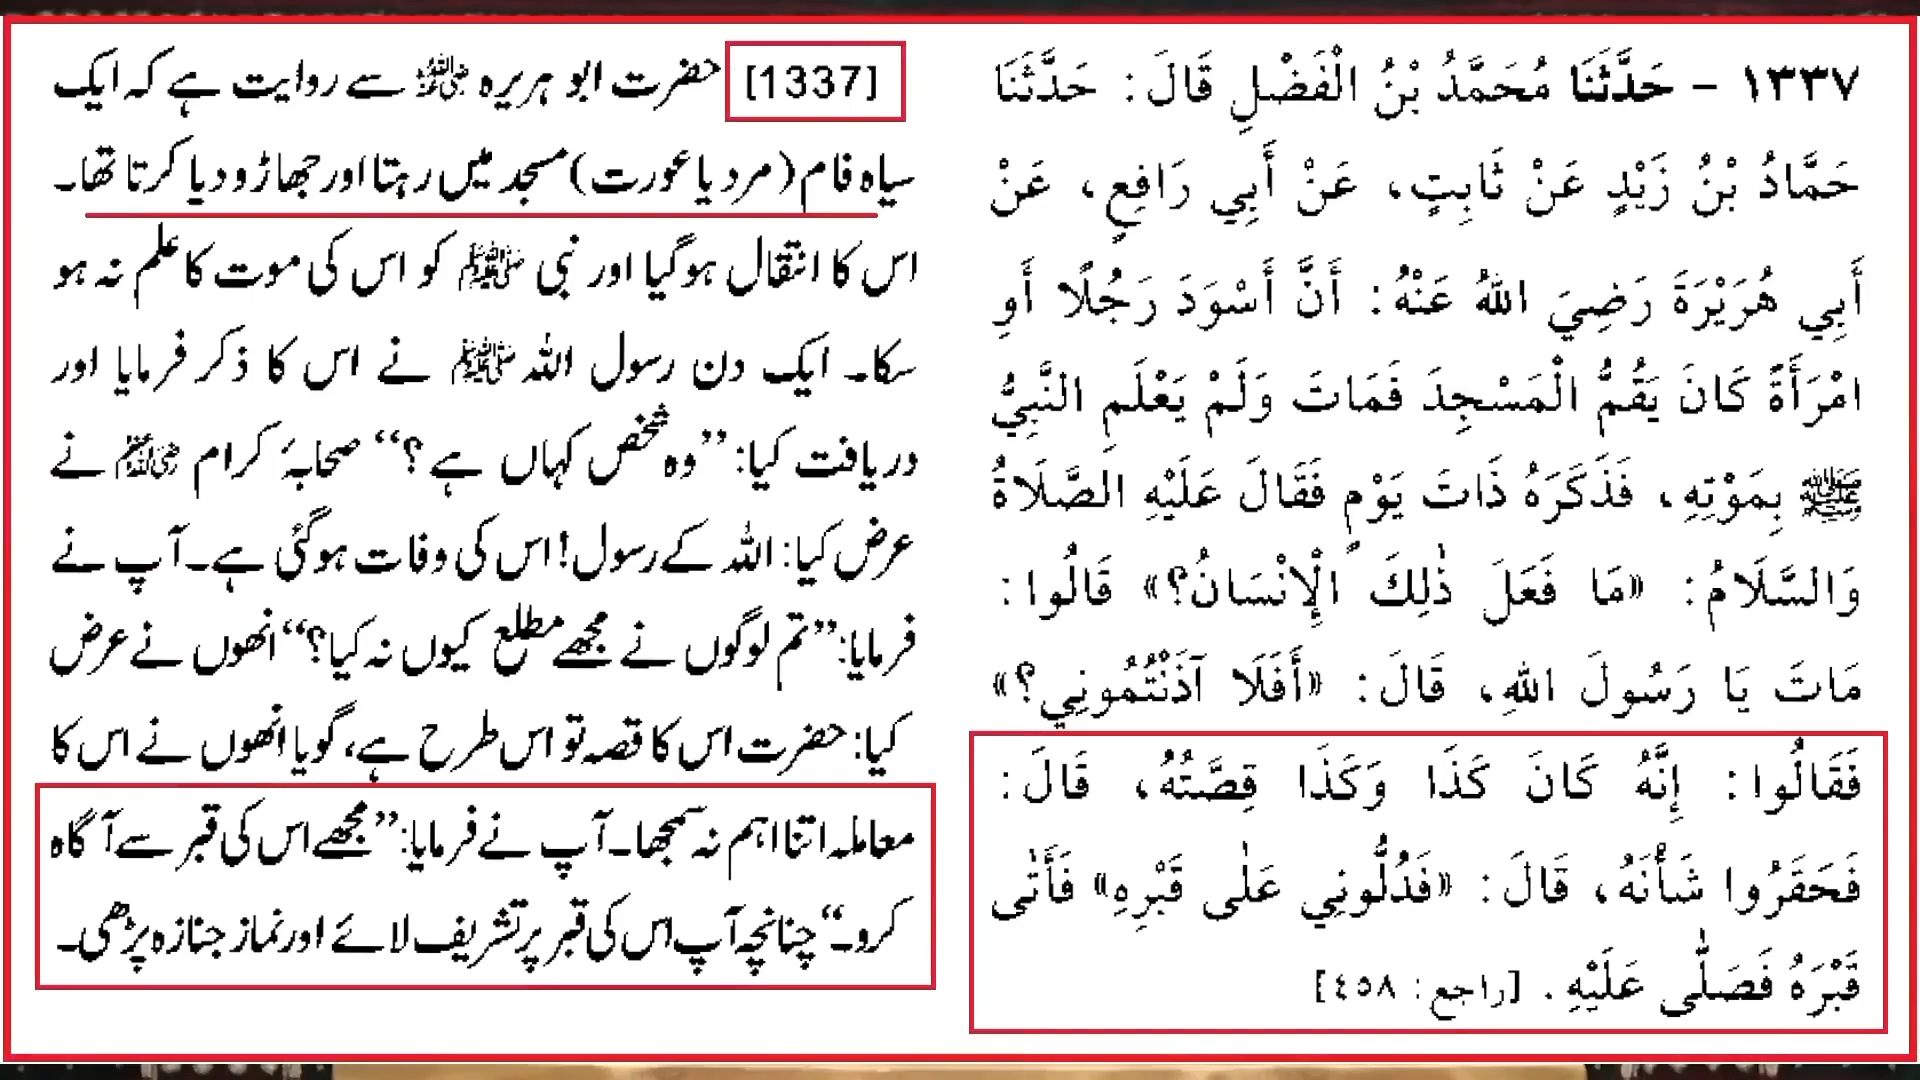 ١٣٣٧ - حَدَّثَنَا مُحَمَّدُ بْنُ الْفَضْلِ قَالَ: حَدَّثَنَا
حَمَّادُ بْنُ زَيْدٍ عَنْ ثَابِتٍ، عَنْ أَبِي رَافِعٍ، عَنْ
أَبِي هُرَيْرَةَ رَضِيَ اللهُ عَنْهُ: أَنَّ أَسْوَدَ رَجُلًا أَوِ
امْرَأَةً كَانَ يَقُمُّ الْمَسْجِدَ فَمَاتَ وَلَمْ يَعْلَمِ النَّبِيُّ
ﷺ بِمَوْتِهِ، فَذَكَرَهُ ذَاتَ يَوْمٍ فَقَالَ عَلَيْهِ الصَّلَاةُ
وَالسَّلَامُ: «مَا فَعَلَ ذٰلِكَ الْإِنْسَانُ؟» قَالُوا:
مَاتَ يَا رَسُولَ اللهِ، قَالَ: «أَفَلَا آذَنْتُمُونِي؟»
فَقَالُوا: إِنَّهُ كَانَ كَذَا وَكَذَا قِصَّتُهُ، قَالَ:
فَحَقَرُوا شَأْنَهُ، قَالَ: «فَدُلُّونِي عَلٰى قَبْرِهِ» فَأَتٰى
قَبْرَهُ فَصَلّٰى عَلَيْهِ. [راجع: ٤٥٨]
[1337] حضرت ابو ہریرہ رضی اللہ عنہ سے روایت ہے کہ ایک
سیاہ فام (مرد یا عورت) مسجد میں رہتا اور جھاڑو دیا کرتا تھا۔
اس کا انتقال ہوگیا اور نبی ﷺ کو اس کی موت کا علم نہ ہو
سکا۔ ایک دن رسول اللہ ﷺ نے اس کا ذکر فرمایا اور
دریافت کیا: ”وہ شخص کہاں ہے؟“ صحابہٴ کرام رضی اللہ عنہم نے
عرض کیا: اللہ کے رسول! اس کی وفات ہوگئی ہے۔ آپ نے
فرمایا: ”تم لوگوں نے مجھے مطلع کیوں نہ کیا؟“ انھوں نے عرض
کیا: حضرت اس کا قصہ تو اس طرح ہے، گویا انھوں نے اس کا
معاملہ اتنا اہم نہ سمجھا۔ آپ نے فرمایا: ”مجھے اس کی قبر سے آگاہ
کرو۔“ چنانچہ آپ اس کی قبر پر تشریف لائے اور نماز جنازہ پڑھی۔